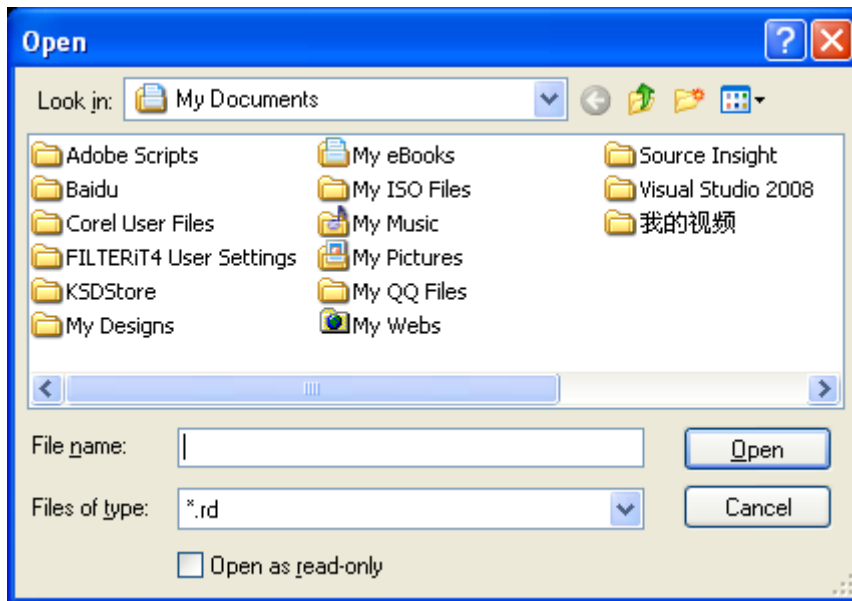 Open
Look in: My Documents
Adobe Scripts
Baidu
Corel User Files
FILTERiT4 User Settings
KSDStore
My Designs
My eBooks
My ISO Files
My Music
My Pictures
My QQ Files
My Webs
Source Insight
Visual Studio 2008
我的视频
File name:
Open
Files of type: *.rd
Cancel
Open as read-only